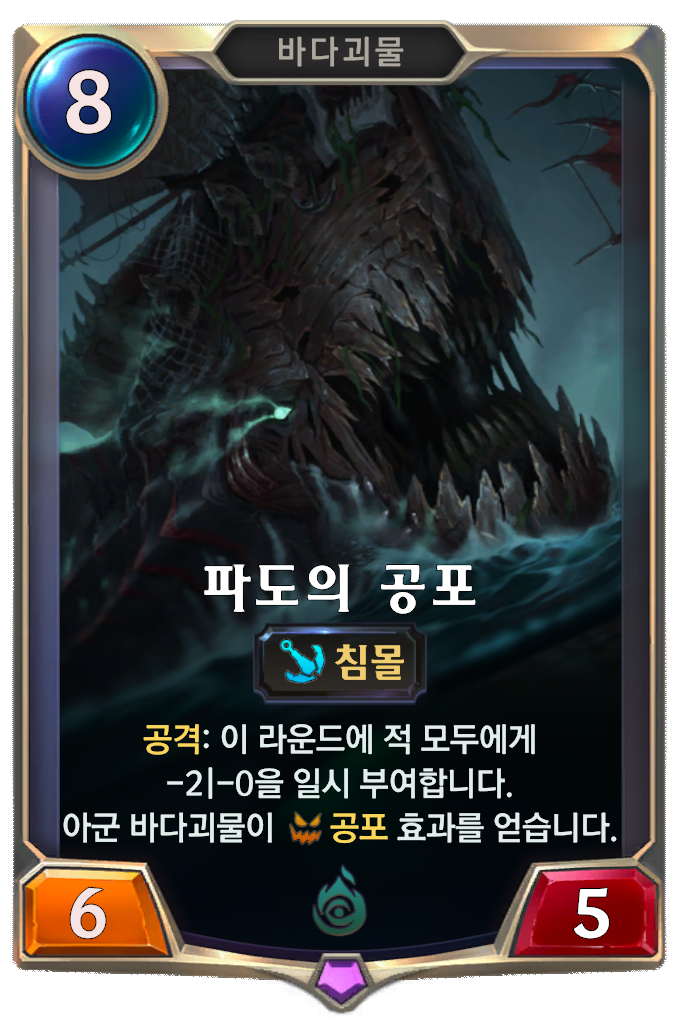 바다괴물
8
파도의 공포
침몰
공격: 이 라운드에 적 모두에게
-2|-0을 일시 부여합니다.
아군 바다괴물이 공포 효과를 얻습니다.
6
5